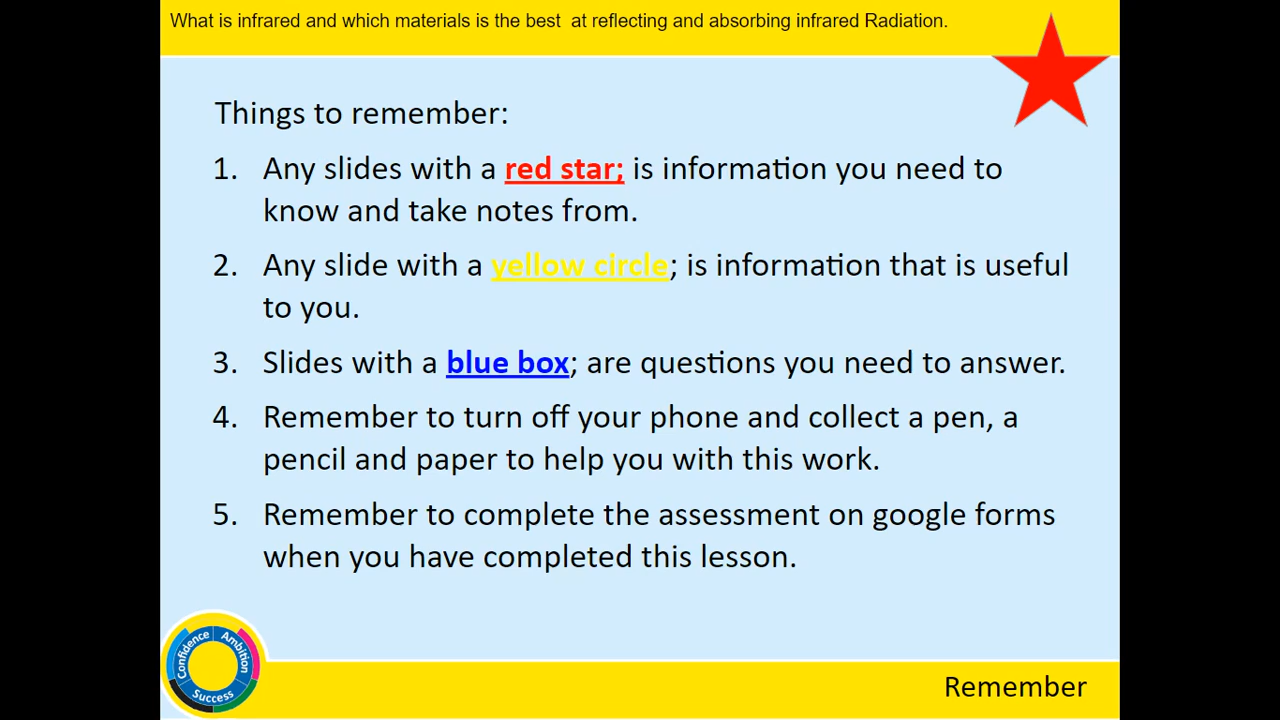 What is infrared and which materials is the best  at reflecting and absorbing infrared Radiation.
Things to remember:
1. Any slides with a red star; is information you need to
know and take notes from.
2. Any slide with a yellow circle; is information that is useful
to you.
3. Slides with a blue box; are questions you need to answer.
4. Remember to turn off your phone and collect a pen, a
pencil and paper to help you with this work.
5. Remember to complete the assessment on google forms
when you have completed this lesson.
Confidence
Ambition
Success
Remember